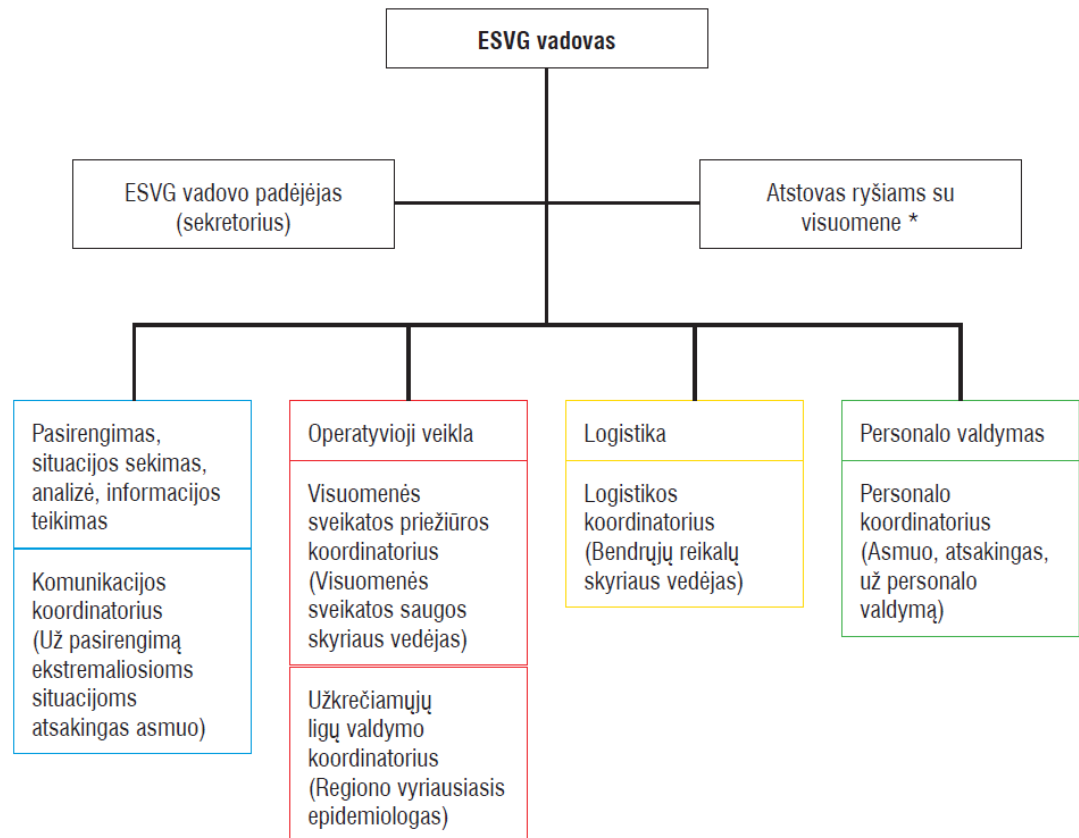 ESVG vadovas
ESVG vadovo padėjėjas
(sekretorius)
Atstovas ryšiams su
visuomene *
Pasirengimas,
situacijos sekimas,
analizė, informacijos
teikimas
Komunikacijos
koordinatorius
(Už pasirengimą
ekstremaliosioms
situacijoms
atsakingas asmuo)
Operatyvioji veikla
Visuomenės
sveikatos priežiūros
koordinatorius
(Visuomenės
sveikatos saugos
skyriaus vedėjas)
Užkrečiamųjų
ligų valdymo
koordinatorius
(Regiono vyriausiasis
epidemiologas)
Logistika
Logistikos
koordinatorius
(Bendrųjų reikalų
skyriaus vedėjas)
Personalo valdymas
Personalo
koordinatorius
(Asmuo, atsakingas,
už personalo
valdymą)